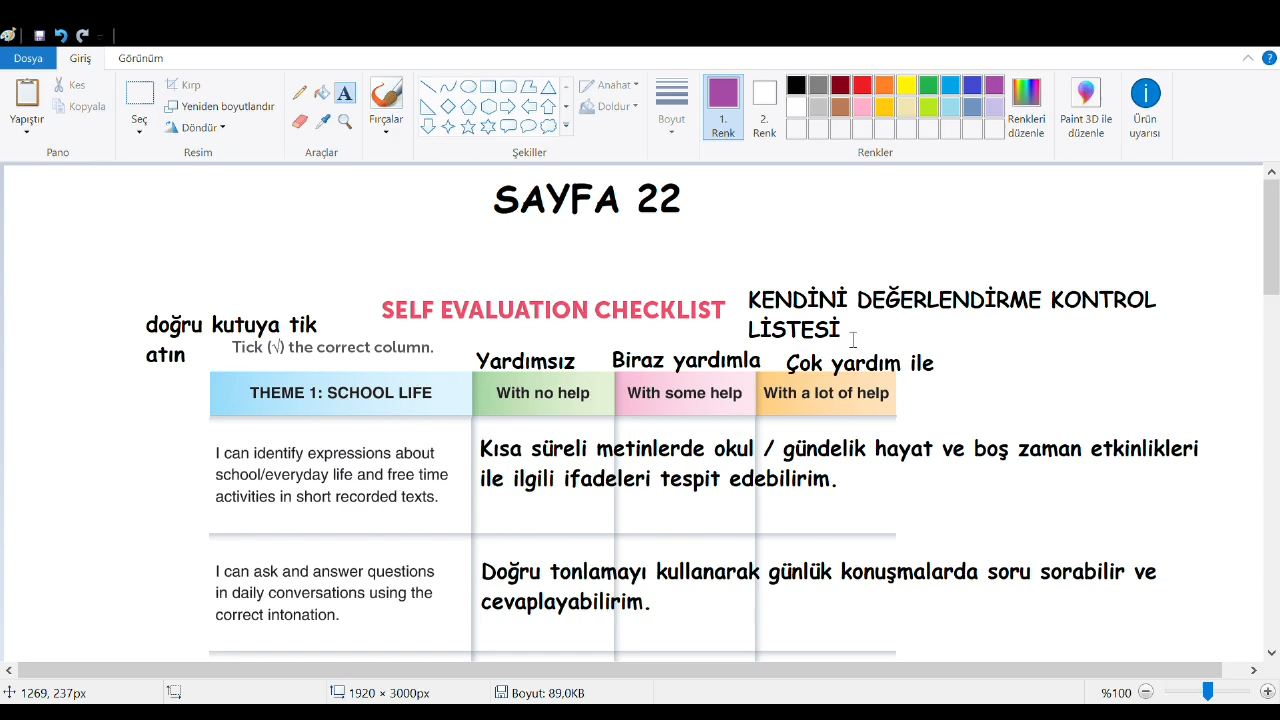 Dosya Giriş Görünüm
Yapıştır
Kes
Kopyala
Pano
Seç
Kırp
Yeniden boyutlandır
Döndür
Resim
A
Araçlar
Fırçalar
Şekiller
Anahat
Doldur
Boyut
1.
Renk
2.
Renk
Renkleri
düzenle
Renkler
Paint 3D ile
düzenle
Ürün
uyarısı
SAYFA 22
SELF EVALUATION CHECKLIST
KENDİNİ DEĞERLENDİRME KONTROL
LİSTESİ
doğru kutuya tik
atın
Tick (√) the correct column.
Yardımsız Biraz yardımla Çok yardım ile
THEME 1: SCHOOL LIFE With no help With some help With a lot of help
I can identify expressions about
school/everyday life and free time
activities in short recorded texts.
Kısa süreli metinlerde okul / gündelik hayat ve boş zaman etkinlikleri
ile ilgili ifadeleri tespit edebilirim.
I can ask and answer questions
in daily conversations using the
correct intonation.
Doğru tonlamayı kullanarak günlük konuşmalarda soru sorabilir ve
cevaplayabilirim.
1269, 237px 1920 × 3000px Boyut: 89,0KB %100